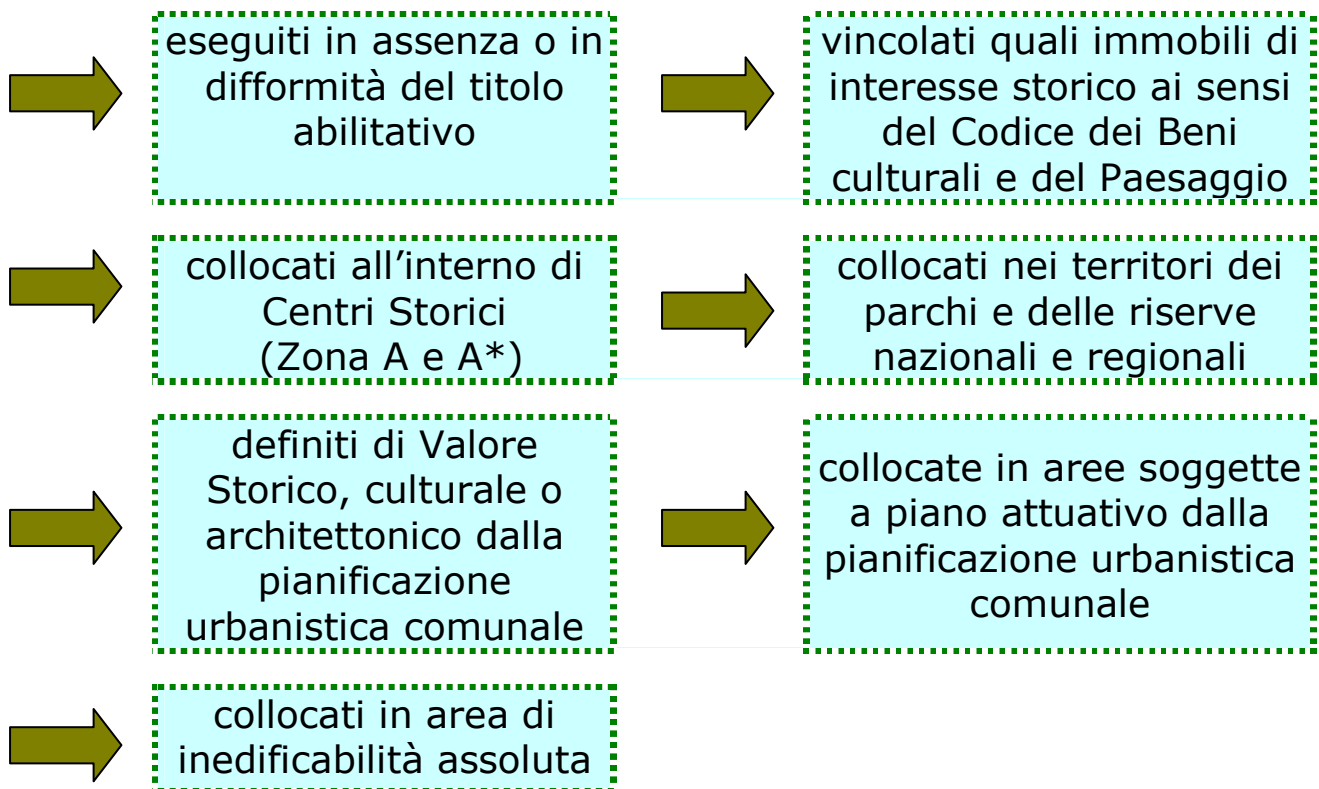 eseguiti in assenza o in
difformità del titolo
abilitativo
vincolati quali immobili di
interesse storico ai sensi
del Codice dei Beni
culturali e del Paesaggio
collocati all’interno di
Centri Storici
(Zona A e A*)
collocati nei territori dei
parchi e delle riserve
nazionali e regionali
definiti di Valore
Storico, culturale o
architettonico dalla
pianificazione
urbanistica comunale
collocate in aree soggette
a piano attuativo dalla
pianificazione urbanistica
comunale
collocati in area di
inedificabilità assoluta